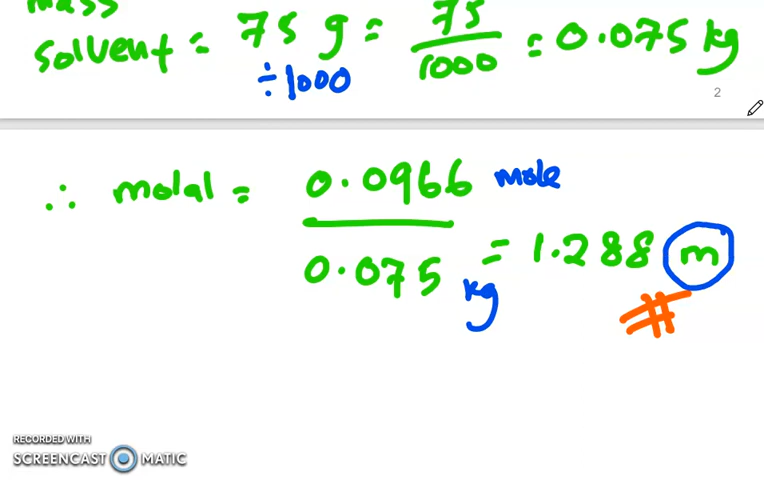 mass
solvent = 75 g = 75/1000 = 0.075 kg
÷1000
2
∴ molal = 0.0966 mole / 0.075 kg = 1.288 m
#
RECORDED WITH
SCREENCAST MATIC